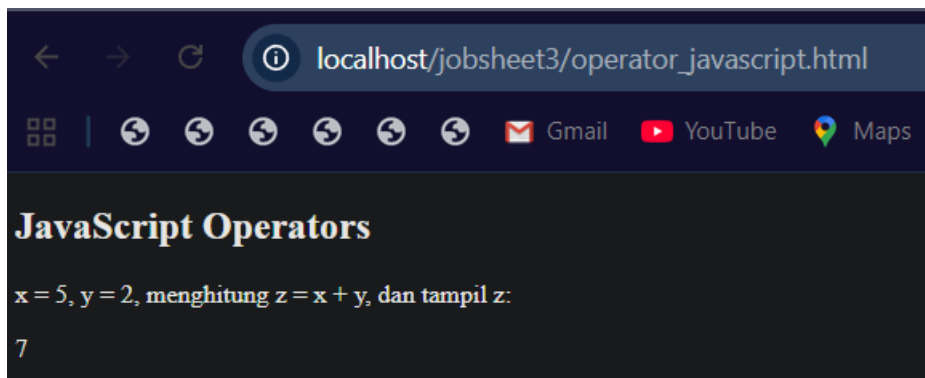 localhost/jobsheet3/operator_javascript.html
Gmail YouTube Maps
JavaScript Operators
x = 5, y = 2, menghitung z = x + y, dan tampil z:
7